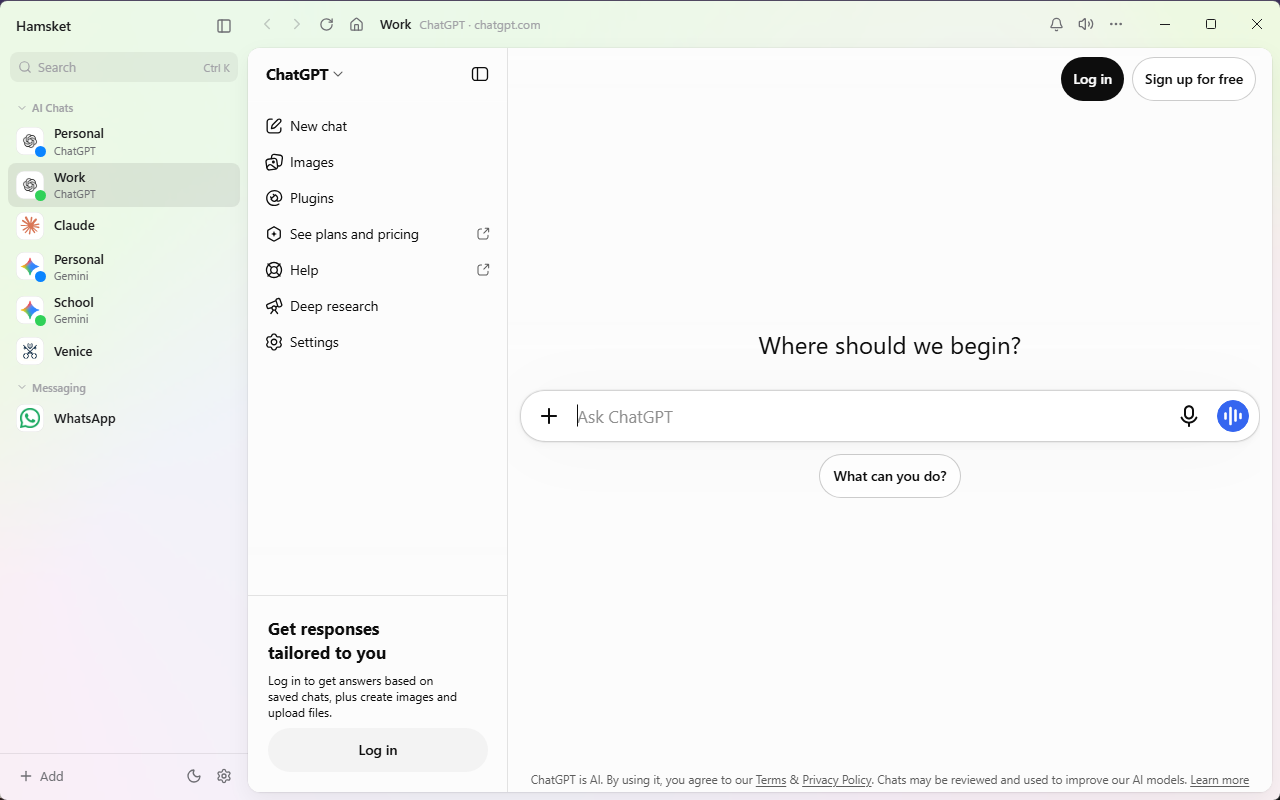 Hamsket
Work ChatGPT · chatgpt.com
Search Ctrl K
AI Chats
Personal
ChatGPT
Work
ChatGPT
Claude
Personal
Gemini
School
Gemini
Venice
Messaging
WhatsApp
Add
ChatGPT
New chat
Images
Plugins
See plans and pricing
Help
Deep research
Settings
Get responses
tailored to you
Log in to get answers based on
saved chats, plus create images and
upload files.
Log in
Log in
Sign up for free
Where should we begin?
Ask ChatGPT
What can you do?
ChatGPT is AI. By using it, you agree to our Terms & Privacy Policy. Chats may be reviewed and used to improve our AI models. Learn more